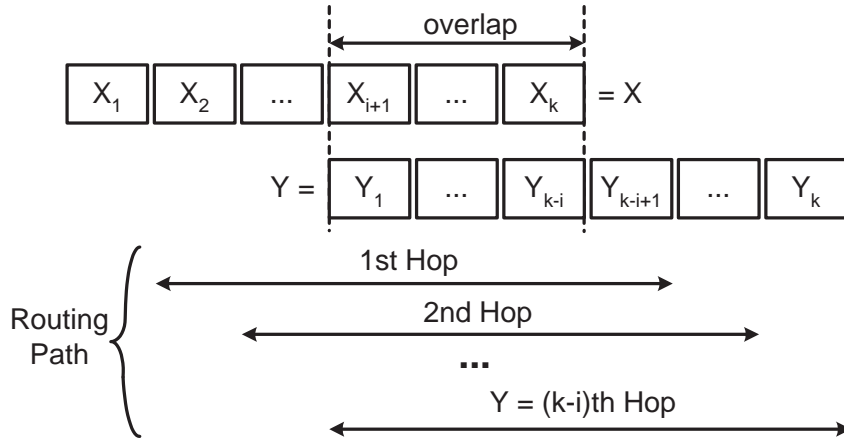 overlap
X₁ X₂ ... Xᵢ₊₁ ... Xₖ = X
Y = Y₁ ... Yₖ₋ᵢ Yₖ₋ᵢ₊₁ ... Yₖ
1st Hop
2nd Hop
Routing
Path
...
Y = (k-i)th Hop